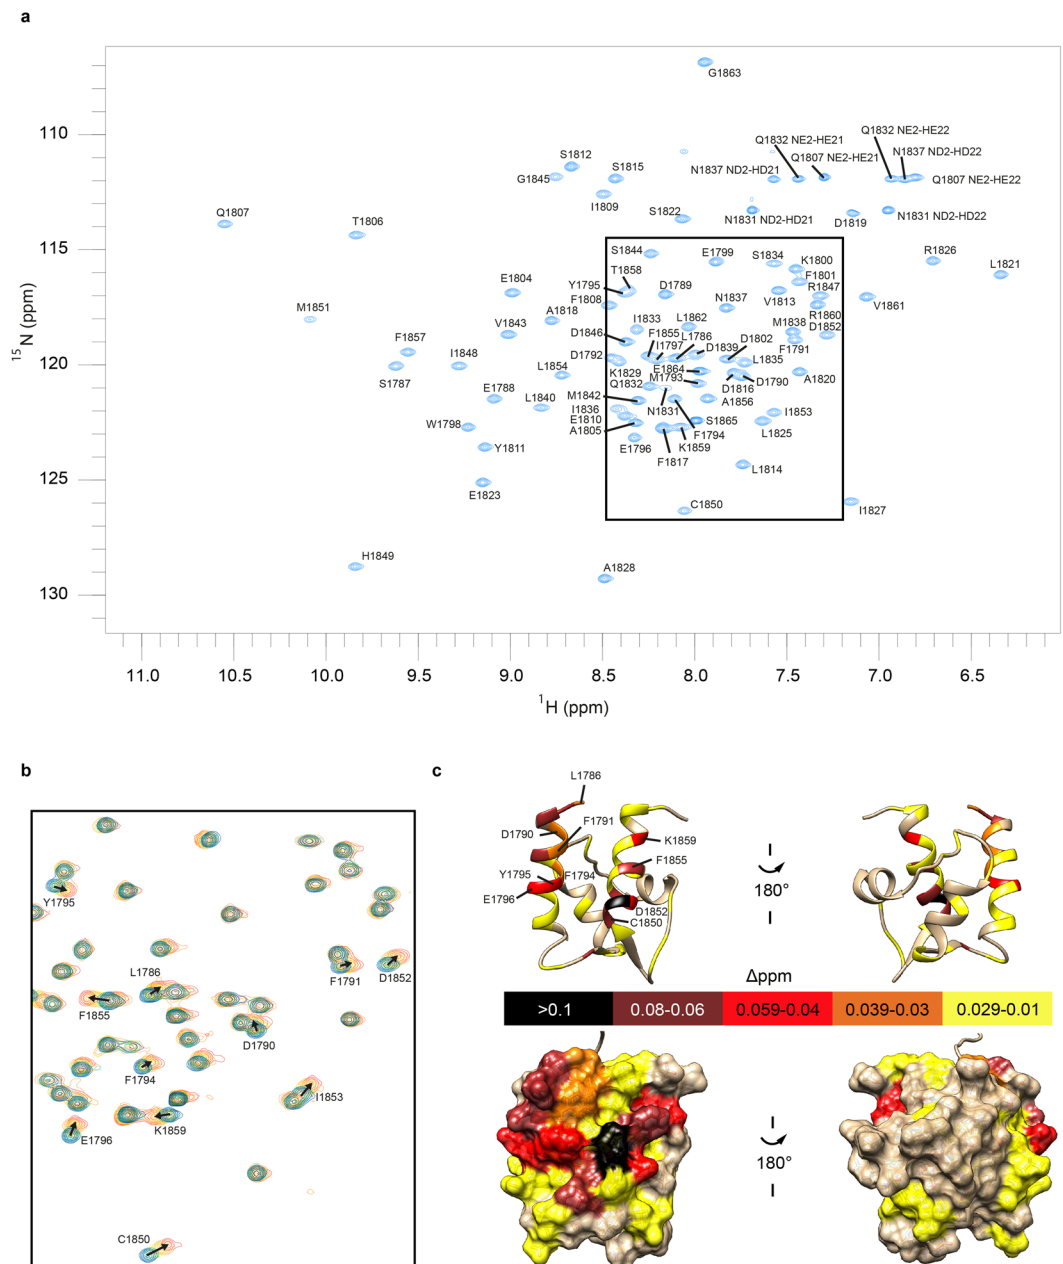 a
G1863
110
Q1832 NE2-HE22
Q1832 NE2-HE21
N1837 ND2-HD22
S1812
S1815
Q1807 NE2-HE21
N1837 ND2-HD21
Q1807 NE2-HE22
G1845
I1809
S1822
N1831 ND2-HD21
D1819
N1831 ND2-HD22
Q1807
T1806
115
S1844
E1799
S1834
K1800
R1826
T1858
F1801
L1821
Y1795
D1789
R1847
E1804
F1808
N1837
V1813
V1861
M1851
A1818
R1860
I1833
L1862
M1838
D1852
V1843
D1846
F1855
L1786
D1802
F1857
I1797
D1839
F1791
120
I1848
D1792
E1864
L1835
S1787
L1854
K1829
M1793
D1790
A1820
Q1832
D1816
E1788
L1840
M1842
A1856
I1836
N1831
S1865
I1853
W1798
E1810
L1825
A1805
F1794
Y1811
E1796
K1859
F1817
L1814
125
E1823
C1850
I1827
H1849
A1828
130
15N (ppm)
11.0 10.5 10.0 9.5 9.0 8.5 8.0 7.5 7.0 6.5
1H (ppm)
b
Y1795
L1786
F1791
D1852
F1855
D1790
F1794
I1853
E1796
K1859
C1850
c
L1786
D1790
F1791
K1859
F1855
Y1795
F1794
E1796
D1852
C1850
180°
Δppm
>0.1 0.08-0.06 0.059-0.04 0.039-0.03 0.029-0.01
180°